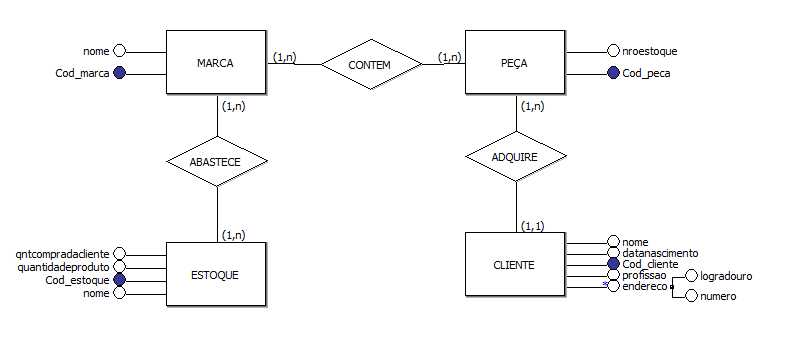 nome
Cod_marca
MARCA
(1,n)
CONTEM
(1,n)
PEÇA
nroestoque
Cod_peca
(1,n)
(1,n)
ABASTECE
ADQUIRE
(1,n)
(1,1)
qntcompradacliente
quantidadeproduto
Cod_estoque
nome
ESTOQUE
CLIENTE
nome
datanascimento
Cod_cliente
profissao
*
endereco
logradouro
numero